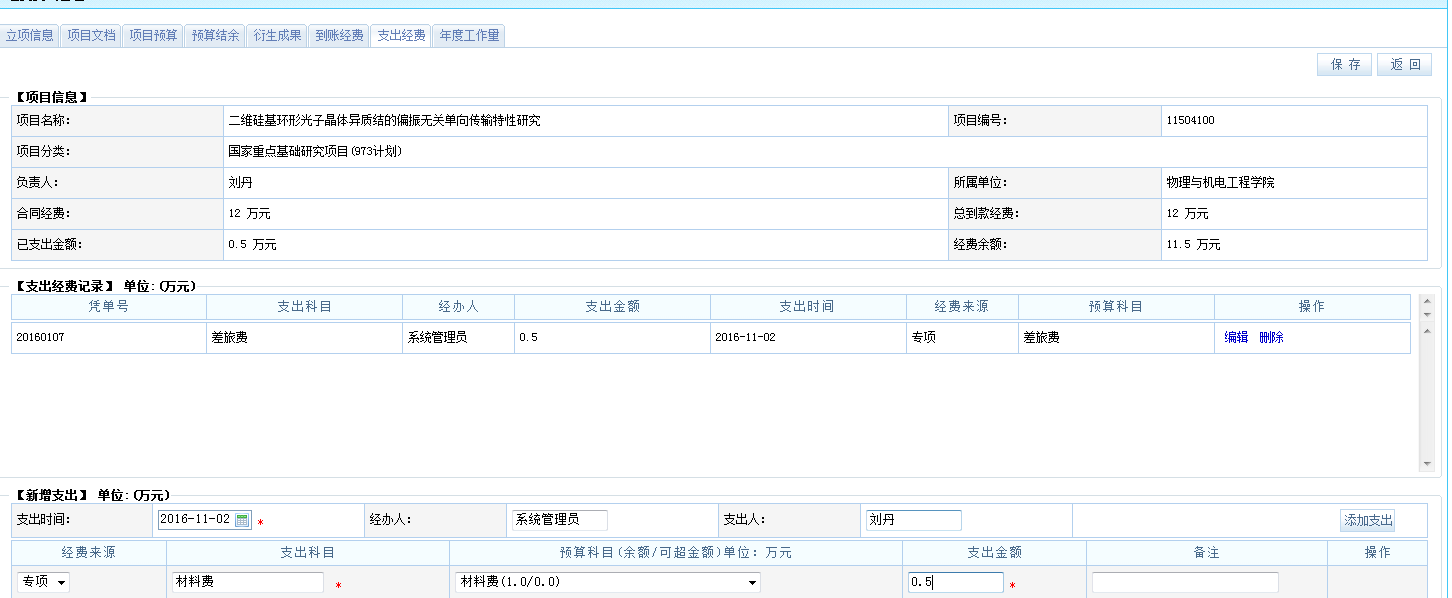 立项信息 项目文档 项目预算 预算结余 衍生成果 到账经费 支出经费 年度工作量
保 存 返 回
【项目信息】
项目名称: 二维硅基环形光子晶体异质结的偏振无关单向传输特性研究 项目编号: 11504100
项目分类: 国家重点基础研究项目(973计划)
负责人: 刘丹 所属单位: 物理与机电工程学院
合同经费: 12 万元 总到款经费: 12 万元
已支出金额: 0.5 万元 经费余额: 11.5 万元
【支出经费记录】 单位:(万元)
凭单号 支出科目 经办人 支出金额 支出时间 经费来源 预算科目 操作
20160107 差旅费 系统管理员 0.5 2016-11-02 专项 差旅费 编辑 删除
【新增支出】 单位:(万元)
支出时间: 2016-11-02 * 经办人: 系统管理员 支出人: 刘丹 添加支出
经费来源 支出科目 预算科目(余额/可超金额)单位: 万元 支出金额 备注 操作
专项 材料费 * 材料费(1.0/0.0) 0.5 *